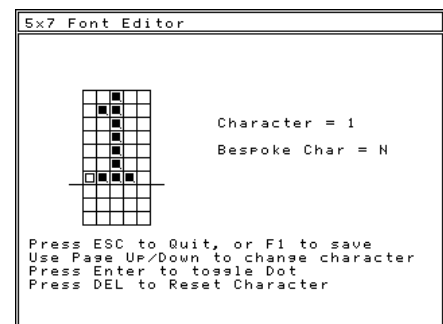 5x7 Font Editor
Character = 1
Bespoke Char = N
Press ESC to Quit, or F1 to save
Use Page Up/Down to change character
Press Enter to toggle Dot
Press DEL to Reset Character